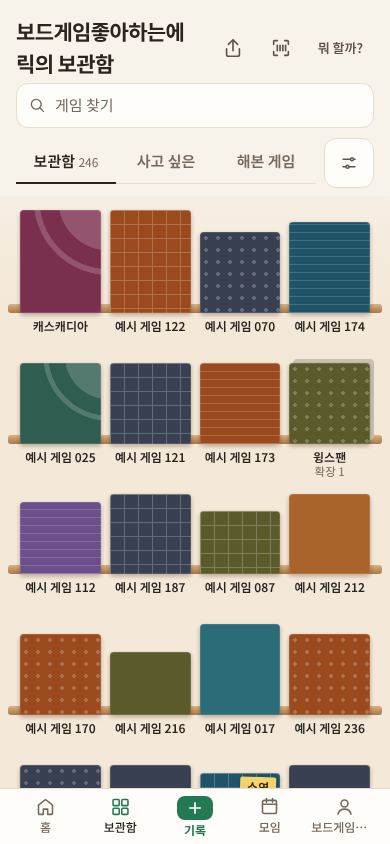 보드게임좋아하는에
릭의 보관함
뭐 할까?
게임 찾기
보관함 246
사고 싶은
해본 게임
캐스캐디아
예시 게임 122
예시 게임 070
예시 게임 174
예시 게임 025
예시 게임 121
예시 게임 173
윙스팬
확장 1
예시 게임 112
예시 게임 187
예시 게임 087
예시 게임 212
예시 게임 170
예시 게임 216
예시 게임 017
예시 게임 236
홈
보관함
기록
모임
보드게임…